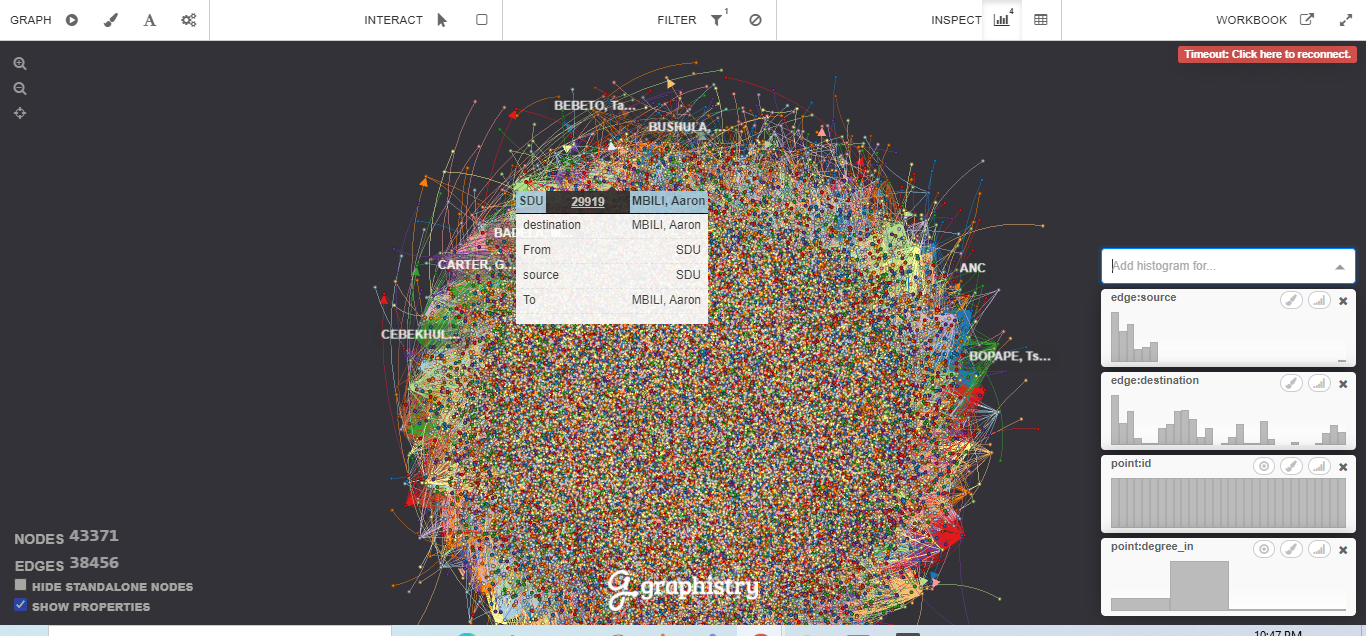 GRAPH A INTERACT FILTER 1 INSPECT 4 WORKBOOK
Timeout: Click here to reconnect.
BEBETO, Ta...
BUSHULA, ...
SDU 29919 MBILI, Aaron
destination MBILI, Aaron
From SDU
source SDU
To MBILI, Aaron
CARTER, G...
ANC
CEBEKHUL...
BOPAPE, Ts...
Add histogram for...
edge:source
edge:destination
point:id
point:degree_in
NODES 43371
EDGES 38456
HIDE STANDALONE NODES
SHOW PROPERTIES
graphistry
10:47 PM